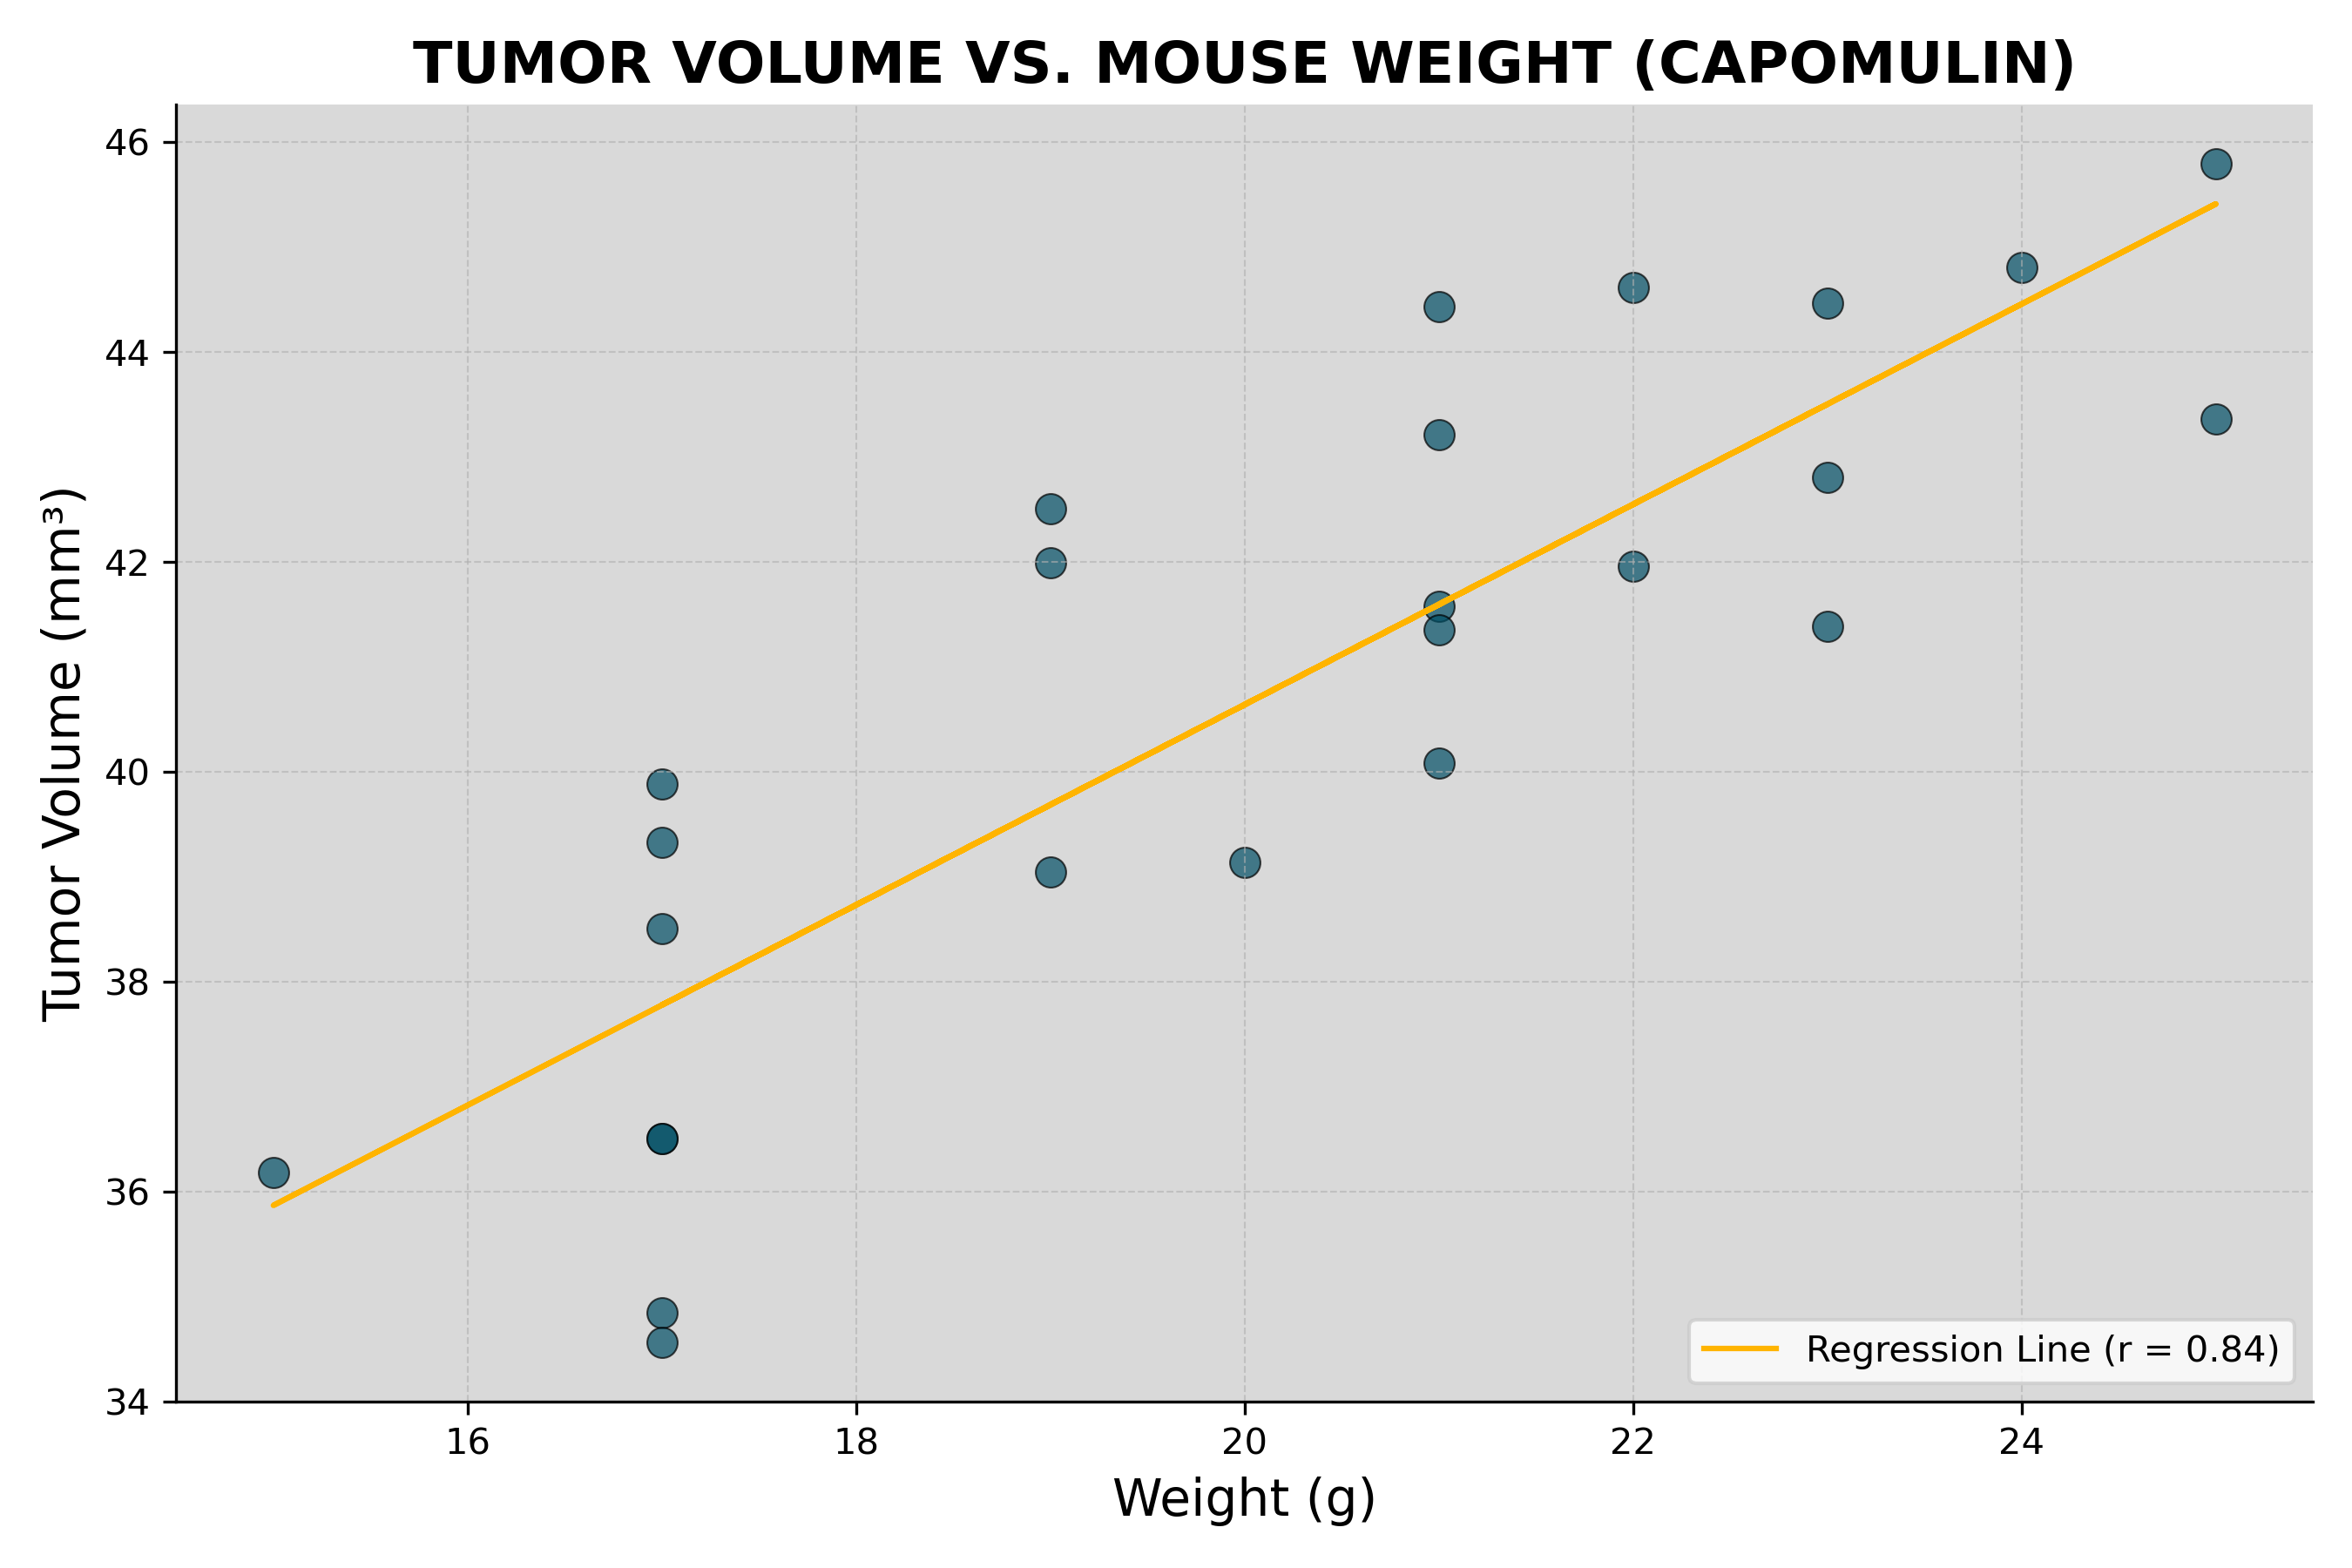 TUMOR VOLUME VS. MOUSE WEIGHT (CAPOMULIN)
46
44
42
40
38
36
34
Tumor Volume (mm³)
16 18 20 22 24
Weight (g)
Regression Line (r = 0.84)